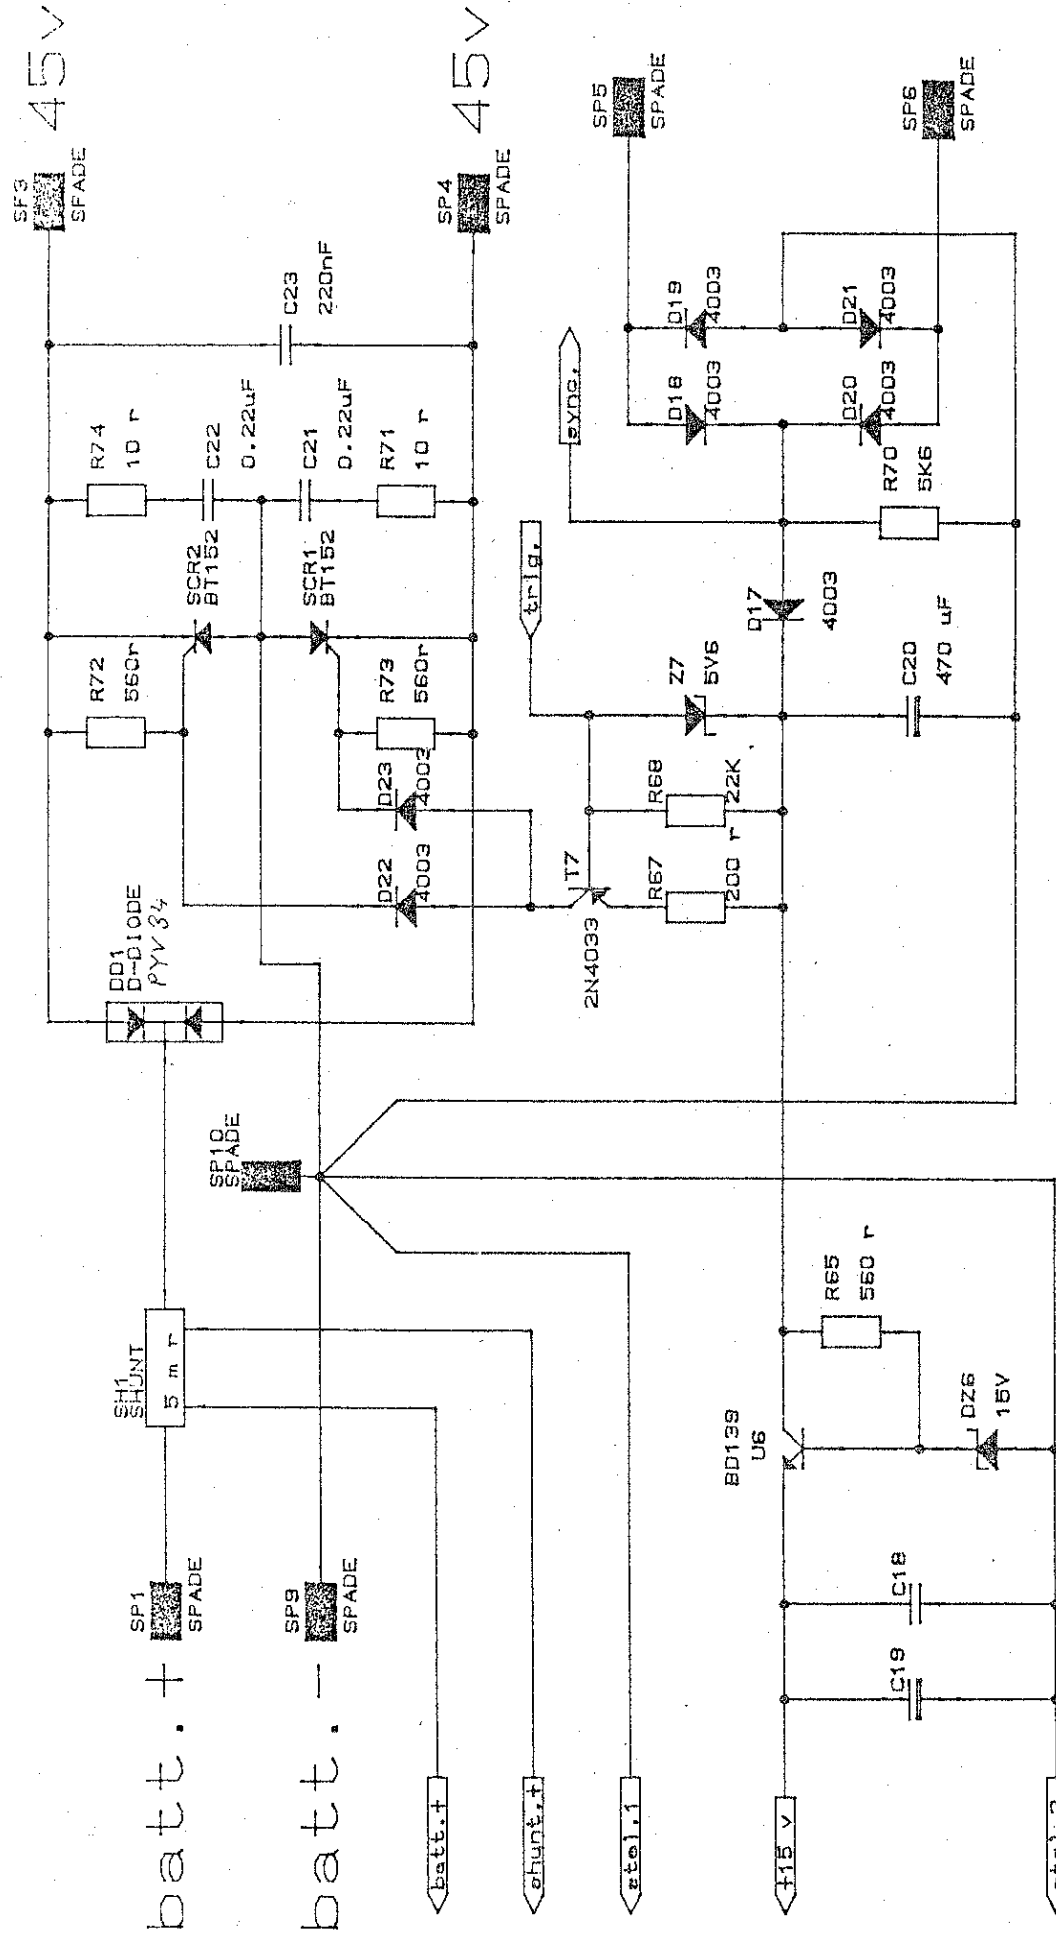 batt. +
SP1
SPADE
SH1
SHUNT
5 m r
DD1
D-DIODE
PYV 34
R72
560r
SCR2
BT152
R74
10 r
C22
0.22uF
C23
220nF
SF3
SPADE
45v
batt. -
SP9
SPADE
SP10
SPADE
D22
4003
D23
4003
R73
560r
SCR1
BT152
C21
0.22uF
R71
10 r
SP4
SPADE
45v
batt.+
shunt.+
stel.1
2N4033
T7
R67
200 r
R68
22K
Z7
5V6
trig.
sync.
D17
4003
D18
4003
D19
4003
SP5
SPADE
+15 v
BD139
U6
R65
560 r
DZ6
15V
C19
C18
C20
470 uF
R70
5K6
D20
4003
D21
4003
SP6
SPADE